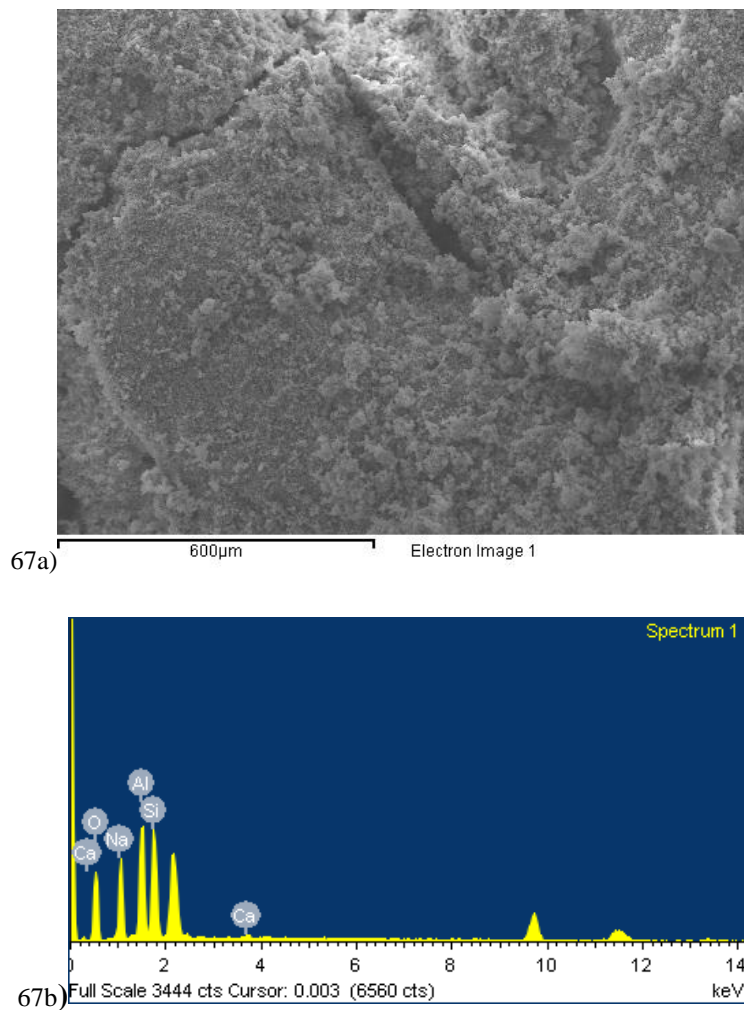 600µm
Electron Image 1
67a)
Spectrum 1
Al
Si
O
Na
Ca
Ca
0 2 4 6 8 10 12 14
67b)
Full Scale 3444 cts Cursor: 0.003 (6560 cts) keV